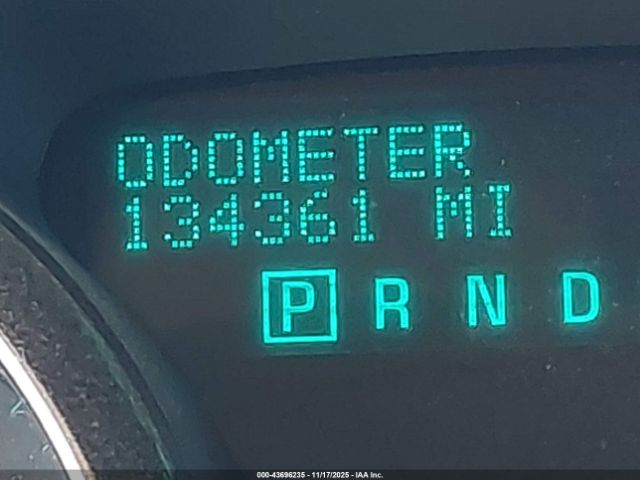 ODOMETER
134361 MI
P R N D
000-43696235 - 11/17/2025 - IAA Inc.